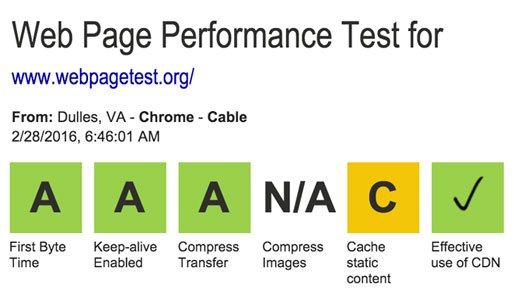 Web Page Performance Test for
www.webpagetest.org/
From: Dulles, VA - Chrome - Cable
2/28/2016, 6:46:01 AM
A A A N/A C ✓
First Byte Time
Keep-alive Enabled
Compress Transfer
Compress Images
Cache static content
Effective use of CDN